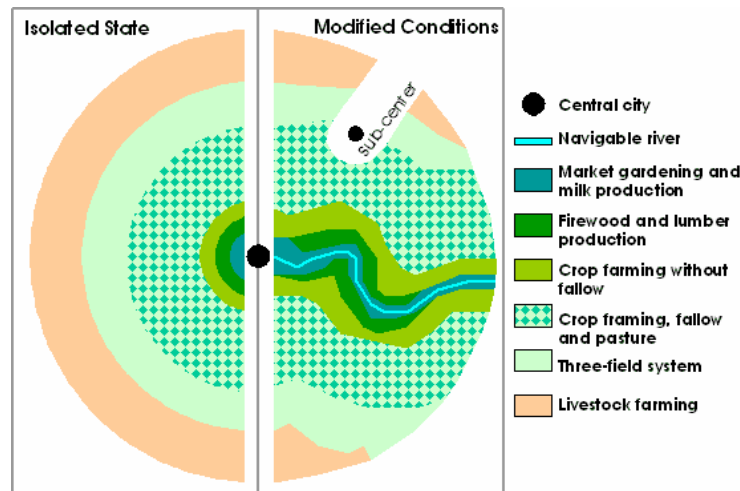 Isolated State
Modified Conditions
Sub-center
Central city
Navigable river
Market gardening and
milk production
Firewood and lumber
production
Crop farming without
fallow
Crop framing, fallow
and pasture
Three-field system
Livestock farming